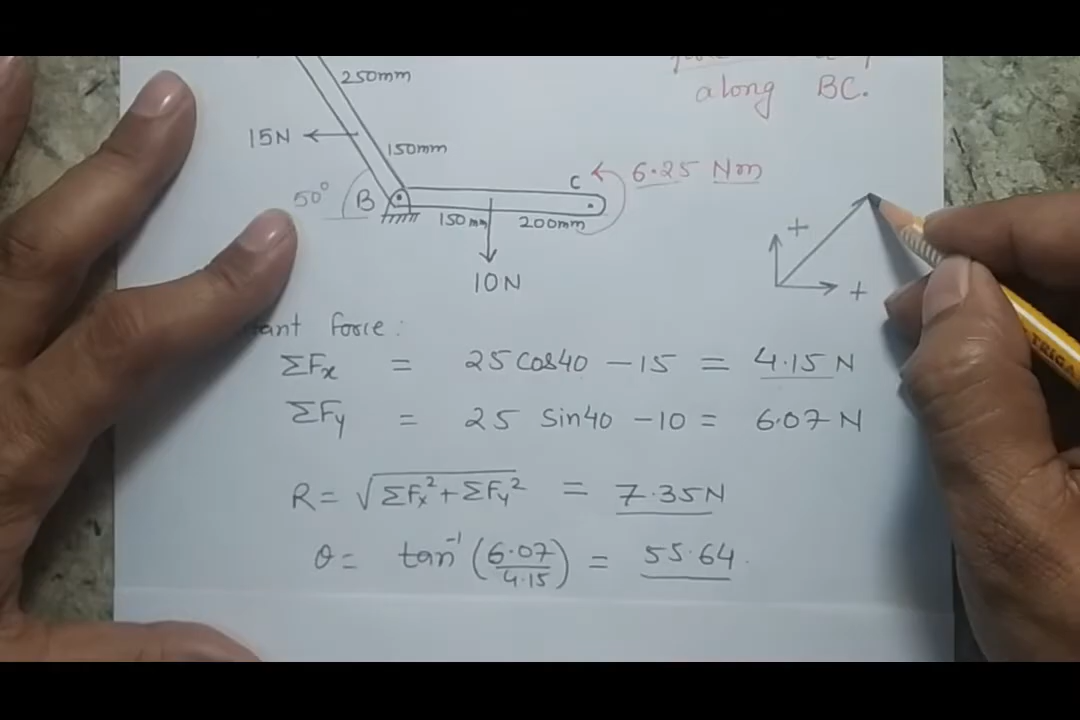 250mm
along BC.
15N
150mm
50° B
C 6.25 Nm
150mm 200mm
10N
+
+
Force:
ΣFx = 25 cos40 - 15 = 4.15 N
ΣFy = 25 sin40 - 10 = 6.07 N
R = √ΣFx² + ΣFy² = 7.35N
θ = tan⁻¹ (6.07/4.15) = 55.64